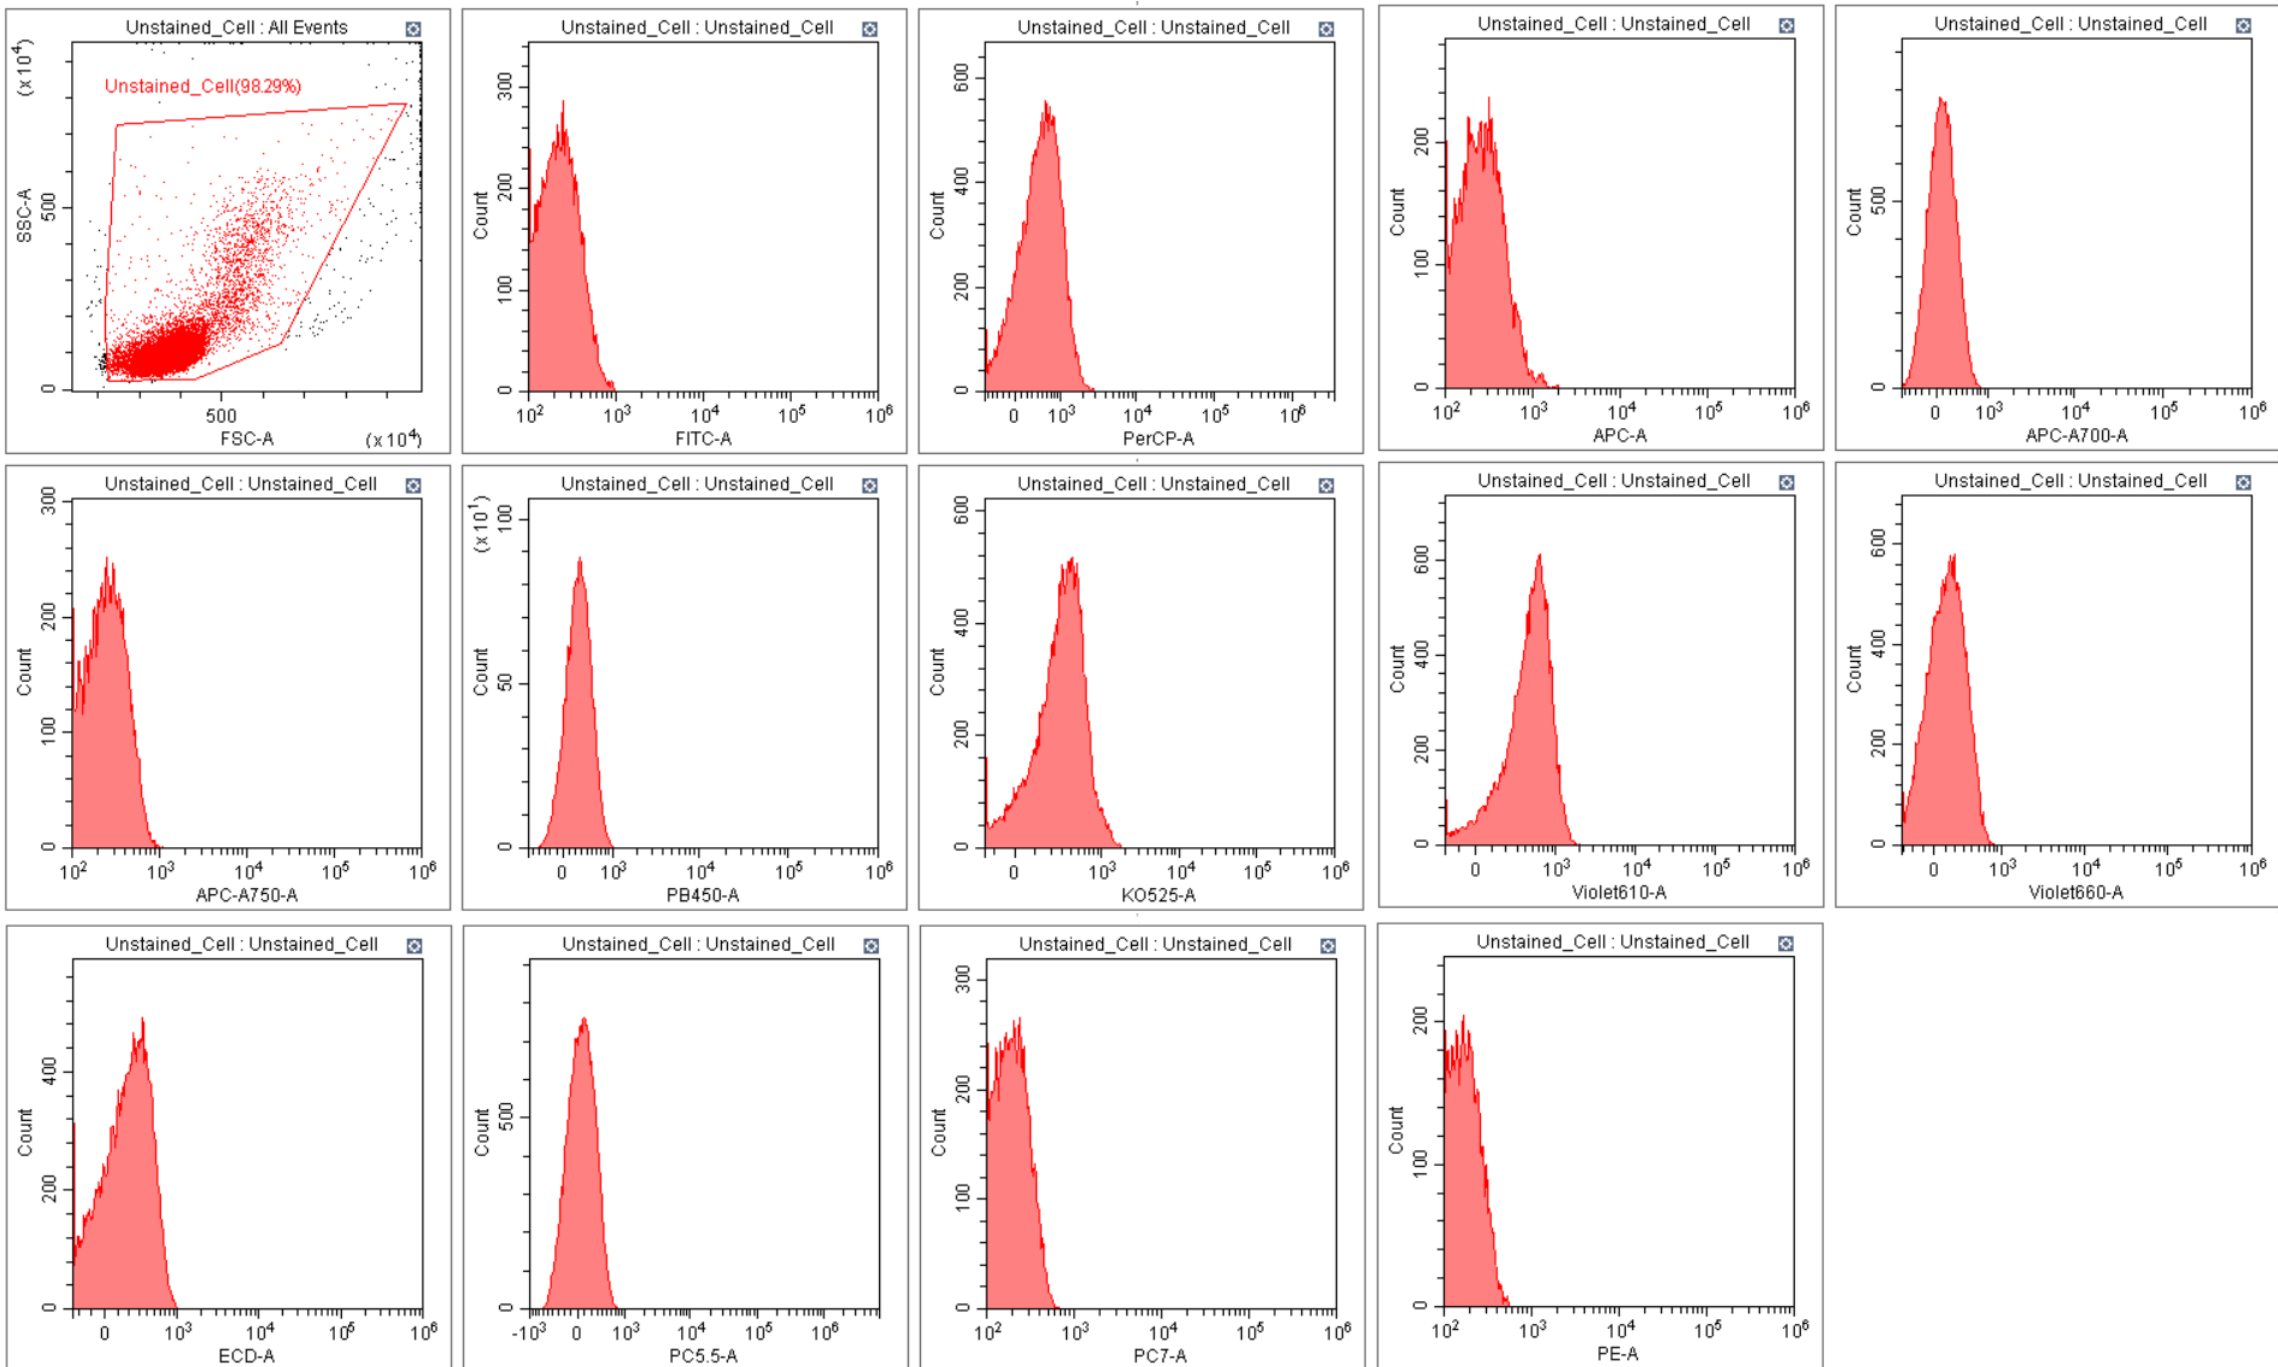 Unstained_Cell : All Events
(x 10⁴)
SSC-A
500
0
Unstained_Cell(98.29%)
500
FSC-A
(x 10⁴)
Unstained_Cell : Unstained_Cell
Count
300
200
100
0
10² 10³ 10⁴ 10⁵ 10⁶
FITC-A
Unstained_Cell : Unstained_Cell
Count
600
400
200
0
0 10³ 10⁴ 10⁵ 10⁶
PerCP-A
Unstained_Cell : Unstained_Cell
Count
200
100
0
10² 10³ 10⁴ 10⁵ 10⁶
APC-A
Unstained_Cell : Unstained_Cell
Count
500
0
0 10³ 10⁴ 10⁵ 10⁶
APC-A700-A
Unstained_Cell : Unstained_Cell
Count
300
200
100
0
10² 10³ 10⁴ 10⁵ 10⁶
APC-A750-A
Unstained_Cell : Unstained_Cell
(x 10¹)
Count
100
50
0
0 10³ 10⁴ 10⁵ 10⁶
PB450-A
Unstained_Cell : Unstained_Cell
Count
600
400
200
0
0 10³ 10⁴ 10⁵ 10⁶
KO525-A
Unstained_Cell : Unstained_Cell
Count
600
400
200
0
0 10³ 10⁴ 10⁵ 10⁶
Violet610-A
Unstained_Cell : Unstained_Cell
Count
600
400
200
0
0 10³ 10⁴ 10⁵ 10⁶
Violet660-A
Unstained_Cell : Unstained_Cell
Count
400
200
0
0 10³ 10⁴ 10⁵ 10⁶
ECD-A
Unstained_Cell : Unstained_Cell
Count
500
0
-10³ 0 10³ 10⁴ 10⁵ 10⁶
PC5.5-A
Unstained_Cell : Unstained_Cell
Count
300
200
100
0
10² 10³ 10⁴ 10⁵ 10⁶
PC7-A
Unstained_Cell : Unstained_Cell
Count
200
100
0
10² 10³ 10⁴ 10⁵ 10⁶
PE-A